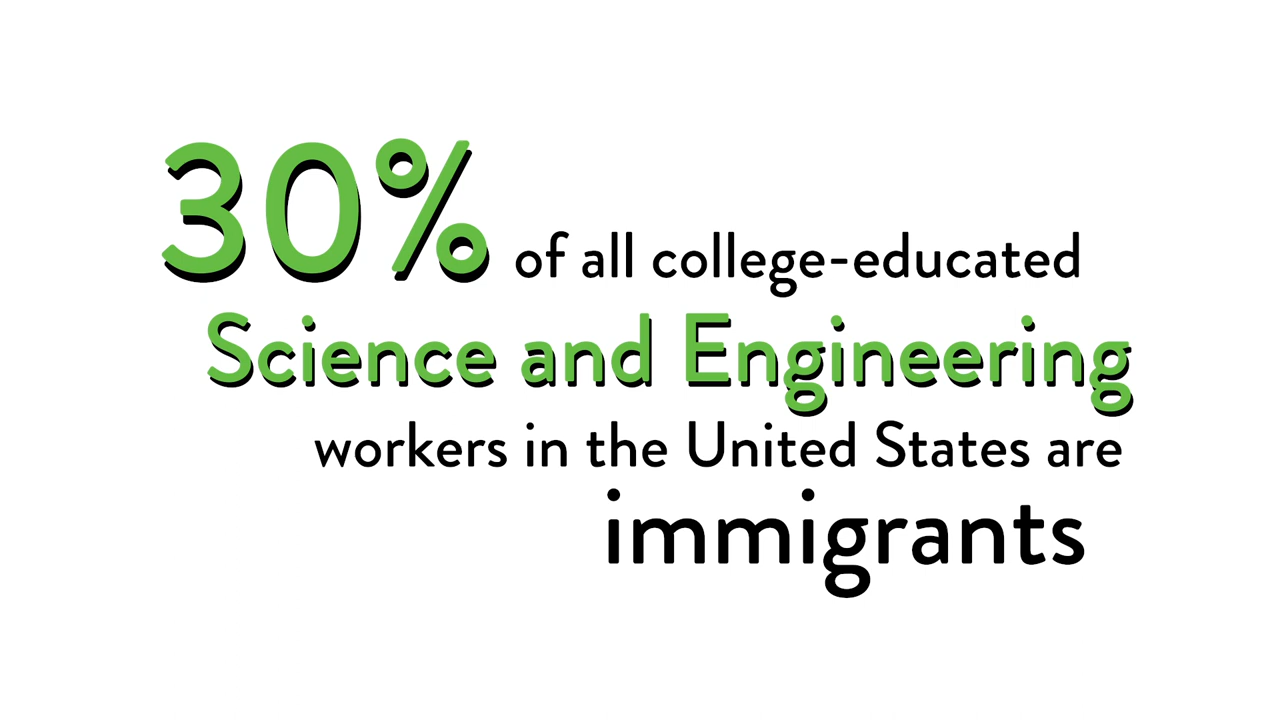 30% of all college-educated
Science and Engineering
workers in the United States are
immigrants